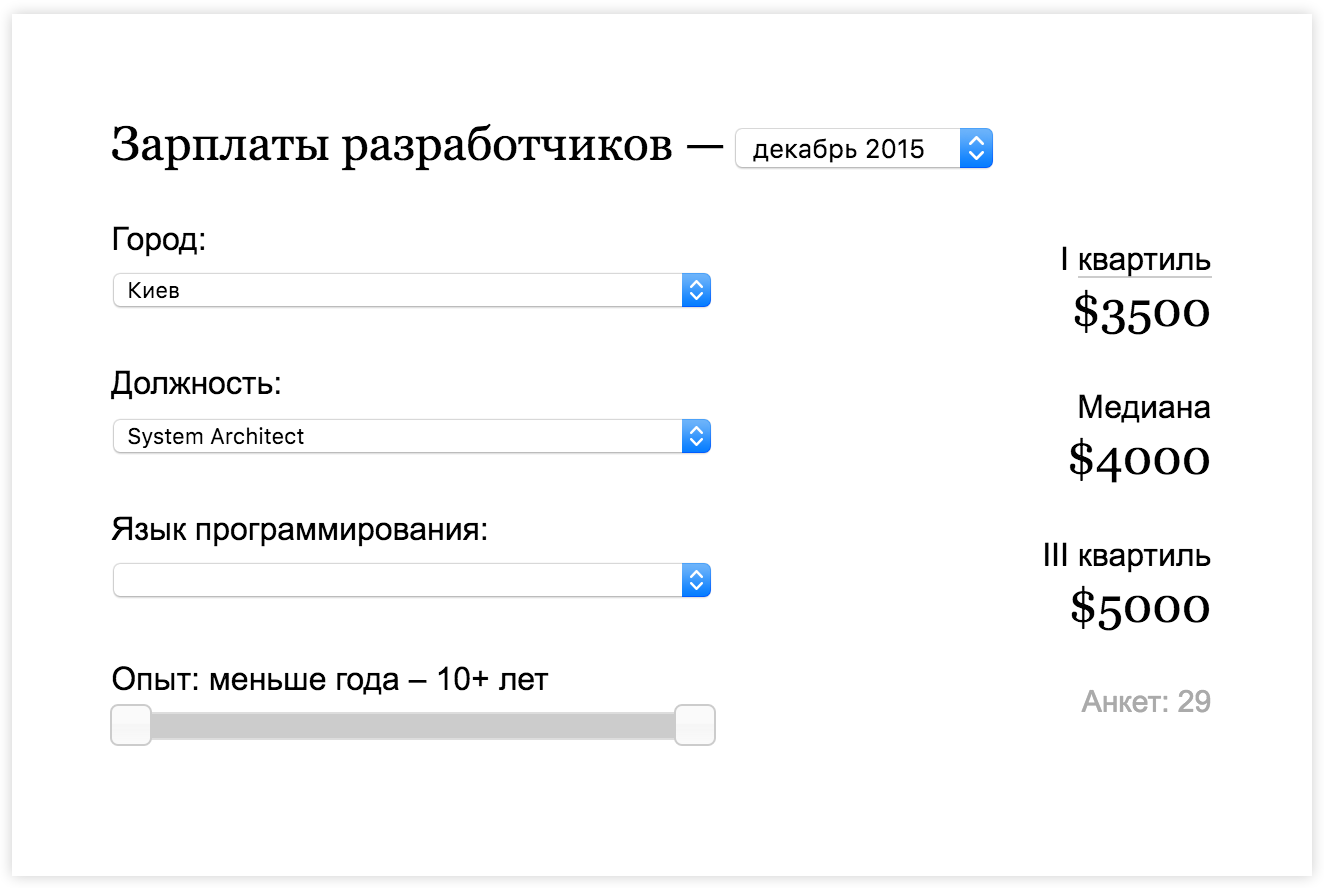 Зарплаты разработчиков — декабрь 2015
Город:
Киев
Должность:
System Architect
Язык программирования:
Опыт: меньше года – 10+ лет
I квартиль
$3500
Медиана
$4000
III квартиль
$5000
Анкет: 29